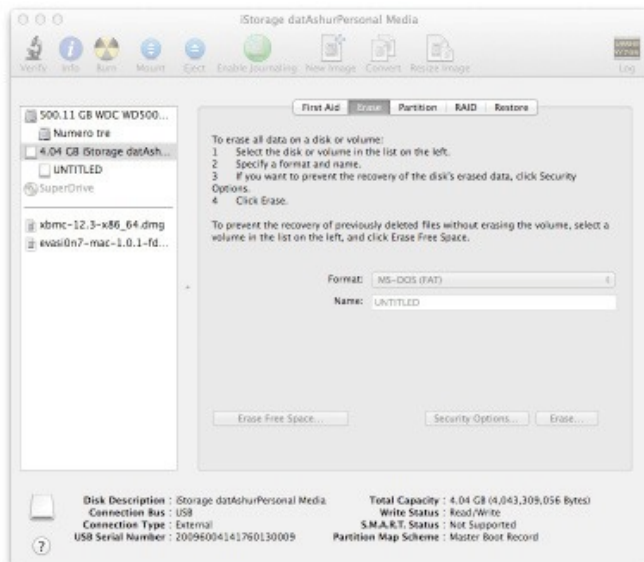 iStorage datAshurPersonal Media
Verify
Info
Burn
Mount
Eject
Enable Journaling
New Image
Convert
Resize Image
Log
500.11 GB WDC WD500...
Numero tre
4.04 GB iStorage datAsh...
UNTITLED
SuperDrive
xbmc-12.3-x86_64.dmg
evasi0n7-mac-1.0.1-fd...
First Aid
Erase
Partition
RAID
Restore
To erase all data on a disk or volume:
1 Select the disk or volume in the list on the left.
2 Specify a format and name.
3 If you want to prevent the recovery of the disk's erased data, click Security
Options.
4 Click Erase.
To prevent the recovery of previously deleted files without erasing the volume, select a
volume in the list on the left, and click Erase Free Space.
Format: MS-DOS (FAT)
Name: UNTITLED
Erase Free Space...
Security Options...
Erase...
Disk Description : iStorage datAshurPersonal Media
Connection Bus : USB
Connection Type : External
USB Serial Number : 20096004141760130009
Total Capacity : 4.04 GB (4,043,309,056 Bytes)
Write Status : Read/Write
S.M.A.R.T. Status : Not Supported
Partition Map Scheme : Master Boot Record
?